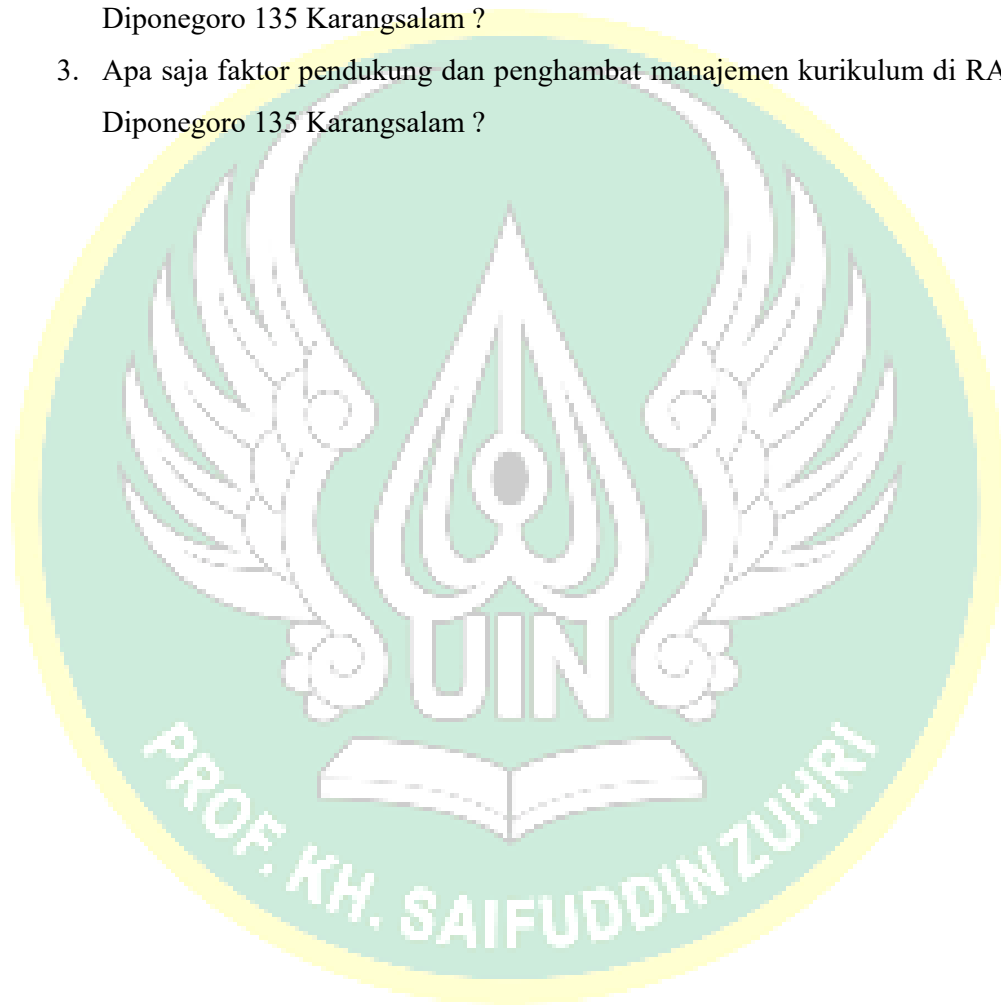 Diponegoro 135 Karangsalam ?
3. Apa saja faktor pendukung dan penghambat manajemen kurikulum di RA
Diponegoro 135 Karangsalam ?
UIN
PROF. KH. SAIFUDDIN ZUHRI